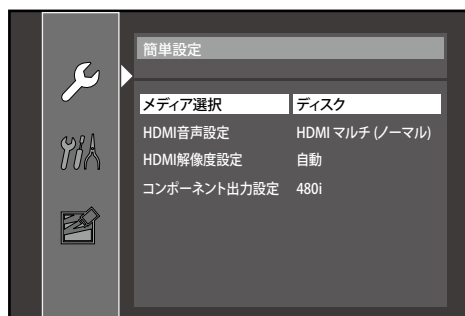 簡単設定
メディア選択 ディスク
HDMI音声設定 HDMI マルチ (ノーマル)
HDMI解像度設定 自動
コンポーネント出力設定 480i